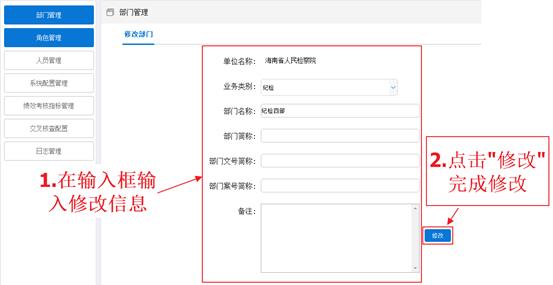 部门管理
角色管理
人员管理
系统配置管理
绩效考核指标管理
交叉核查配置
日志管理
部门管理
修改部门
单位名称： 海南省人民检察院
业务类别： 纪检
部门名称： 纪检四部
部门简称：
部门文号简称：
部门案号简称：
备注：
修改
1.在输入框输
入修改信息
2.点击"修改"
完成修改